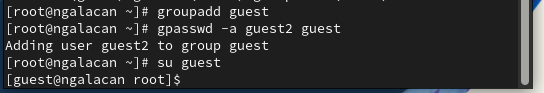 [root@ngalacan ~]# groupadd guest
[root@ngalacan ~]# gpasswd -a guest2 guest
Adding user guest2 to group guest
[root@ngalacan ~]# su guest
[guest@ngalacan root]$